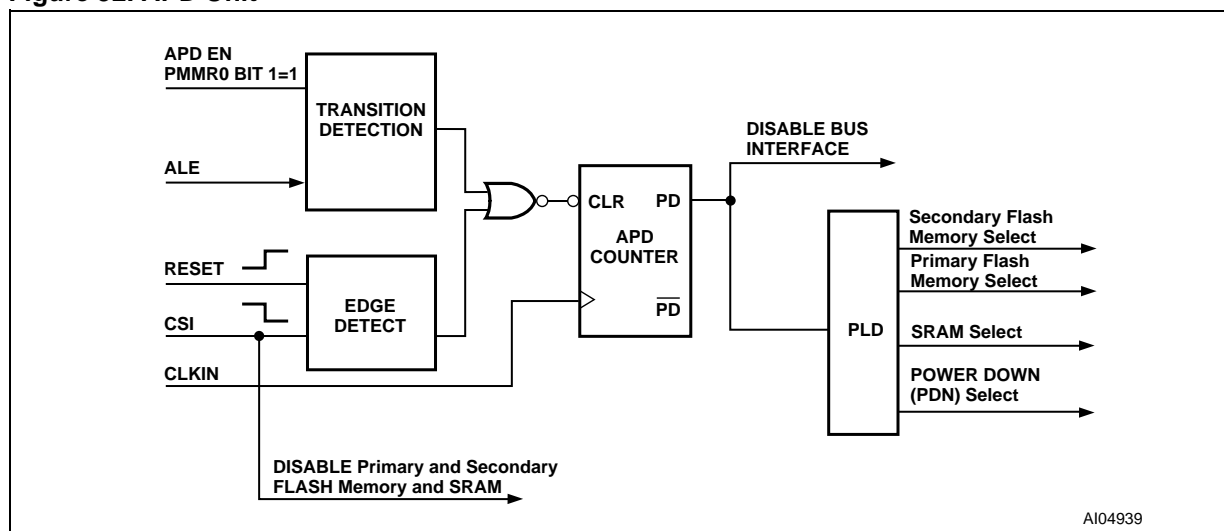 APD EN
PMMR0 BIT 1=1
TRANSITION
DETECTION
ALE
DISABLE BUS
INTERFACE
CLR
PD
APD
COUNTER
PD
RESET
EDGE
DETECT
CSI
CLKIN
PLD
Secondary Flash
Memory Select
Primary Flash
Memory Select
SRAM Select
POWER DOWN
(PDN) Select
DISABLE Primary and Secondary
FLASH Memory and SRAM
AI04939